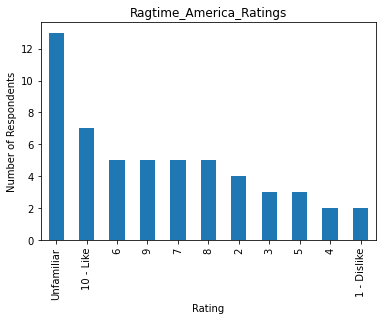 Ragtime_America_Ratings
Number of Respondents
12
10
8
6
4
2
0
Unfamiliar
10 - Like
6
9
7
8
2
3
5
4
1 - Dislike
Rating